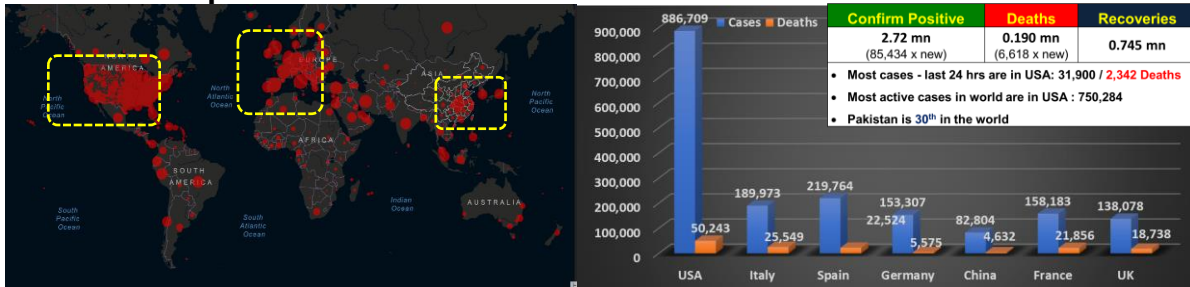 NORTH
AMERICA
EUROPE
ASIA
North
Pacific
Ocean
North
Atlantic
Ocean
North
Pacific
Ocean
AFRICA
SOUTH
AMERICA
Indian
Ocean
AUSTRALIA
South
Pacific
Ocean
South
Atlantic
Ocean
886,709
Cases Deaths
900,000
800,000
700,000
600,000
500,000
400,000
300,000
200,000
100,000
0
50,243
189,973
25,549
219,764
22,524
153,307
5,575
82,804
4,632
158,183
21,856
138,078
18,738
USA Italy Spain Germany China France UK
Confirm Positive Deaths Recoveries
2.72 mn 0.190 mn 0.745 mn
(85,434 x new) (6,618 x new)
• Most cases - last 24 hrs are in USA: 31,900 / 2,342 Deaths
• Most active cases in world are in USA : 750,284
• Pakistan is 30th in the world